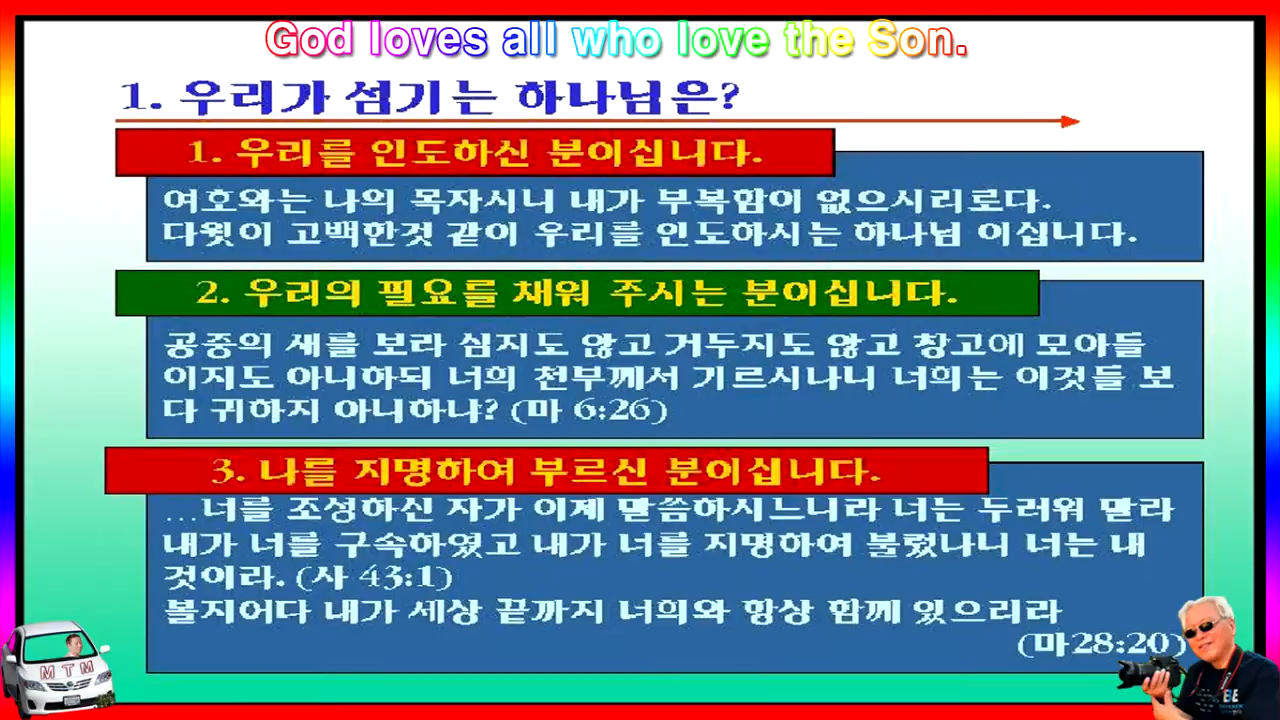 God loves all who love the Son.
1. 우리가 섬기는 하나님은?
1. 우리를 인도하신 분이십니다.
여호와는 나의 목자시니 내가 부복함이 없으시리로다.
다윗이 고백한것 같이 우리를 인도하시는 하나님 이십니다.
2. 우리의 필요를 채워 주시는 분이십니다.
공중의 새를 보라 심지도 않고 거두지도 않고 창고에 모아들
이지도 아니하되 너희 천부께서 기르시나니 너희는 이것들 보
다 귀하지 아니하냐? (마 6:26)
3. 나를 지명하여 부르신 분이십니다.
...너를 조성하신 자가 이제 말씀하시느니라 너는 두러워 말라
내가 너를 구속하였고 내가 너를 지명하여 불렀나니 너는 내
것이라. (사 43:1)
볼지어다 내가 세상 끝까지 너희와 항상 함께 있으리라
(마28:20)
MTM